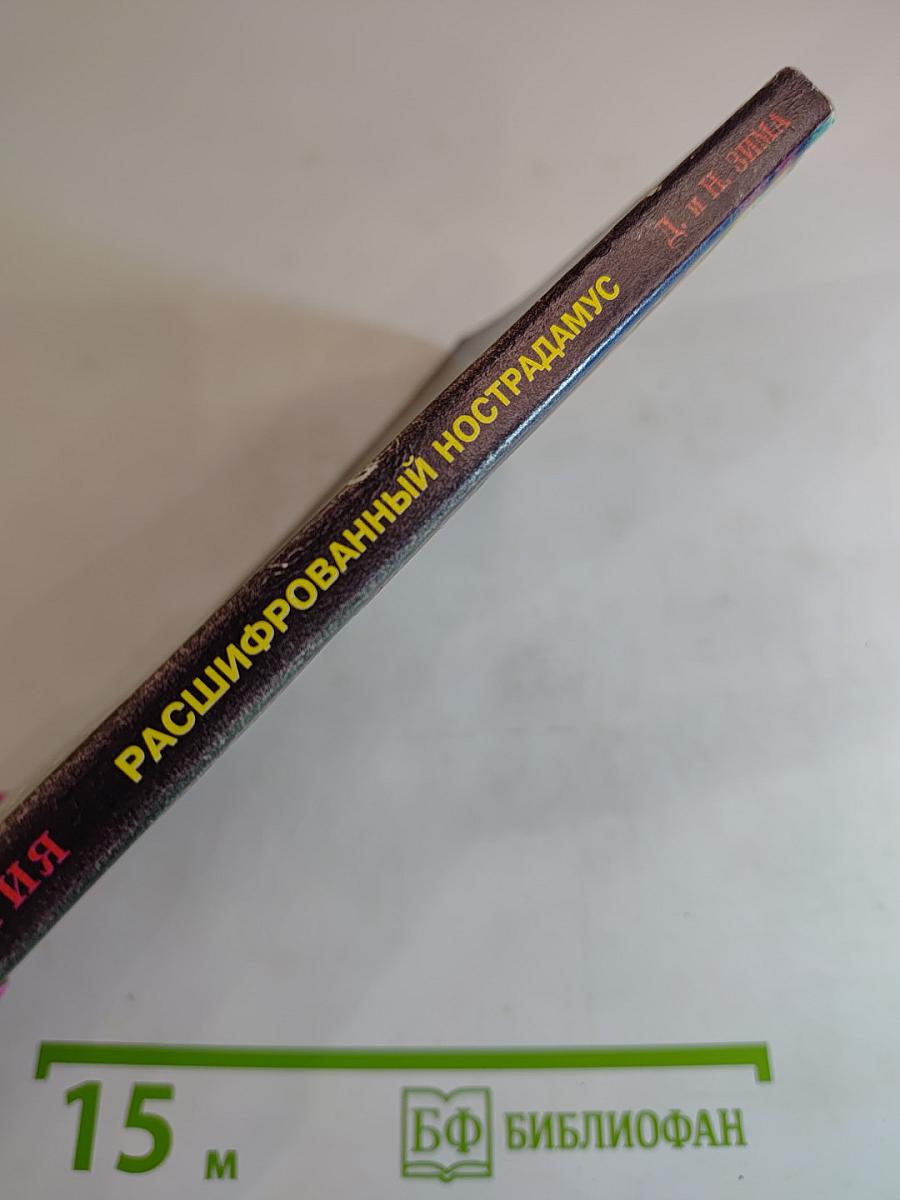 Д. и Н. ЗИМА
РАСШИФРОВАННЫЙ НОСТРАДАМУС
ИЯ
15 м
БФ БИБЛИОФАН